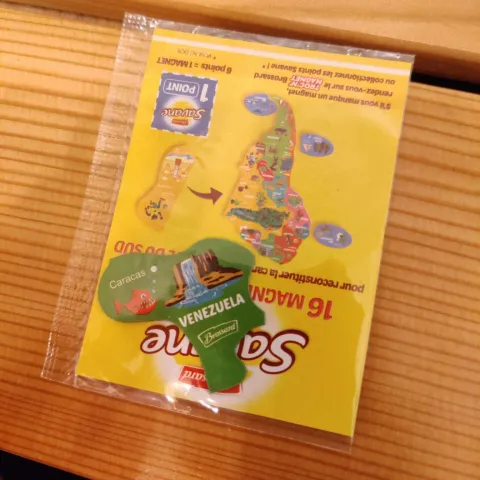 Caracas
VENEZUELA
Brossard
Savane
16 MAGNE
E DU SUD
pour reconstituer la car
S'il vous manque un magnet,
rendez-vous sur le
Brossard
ou collectionnez les points Savane !*
6 points = 1 MAGNET
Savane
1
POINT